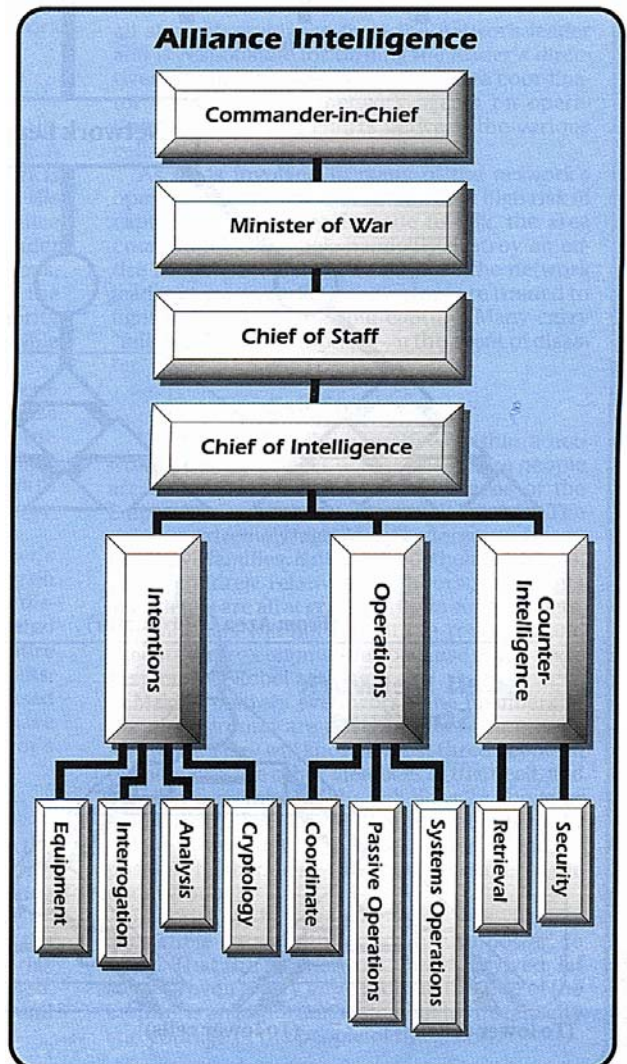 Alliance Intelligence
Commander-in-Chief
Minister of War
Chief of Staff
Chief of Intelligence
Intentions
Operations
Counter-
Intelligence
Equipment
Interrogation
Analysis
Cryptology
Coordinate
Passive Operations
Systems Operations
Retrieval
Security